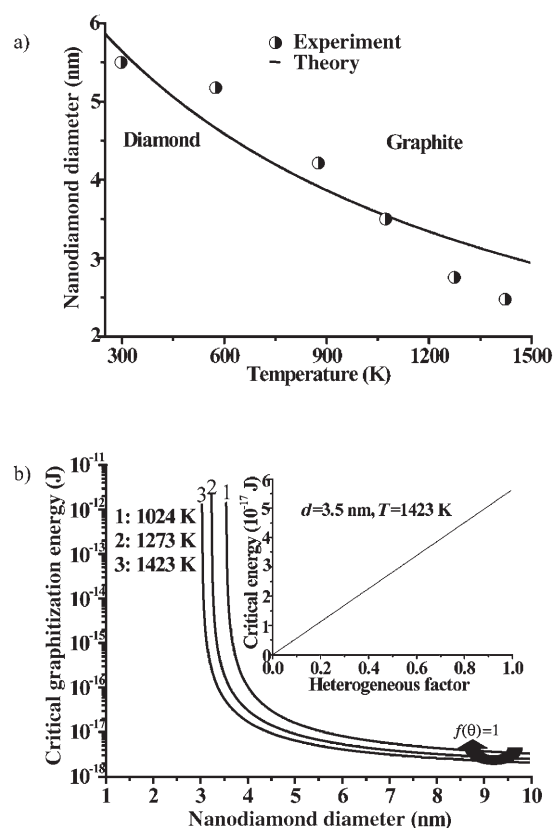 a)
Nanodiamond diameter (nm)
6
5
4
3
2
Experiment
Theory
Diamond
Graphite
300 600 900 1200 1500
Temperature (K)
b)
Critical graphitization energy (J)
10-11
10-12
10-13
10-14
10-15
10-16
10-17
10-18
3 2 1
1: 1024 K
2: 1273 K
3: 1423 K
Critical energy (10-17 J)
6
5
4
3
2
1
0
d=3.5 nm, T=1423 K
0.0 0.2 0.4 0.6 0.8 1.0
Heterogeneous factor
f(θ)=1
1 2 3 4 5 6 7 8 9 10
Nanodiamond diameter (nm)